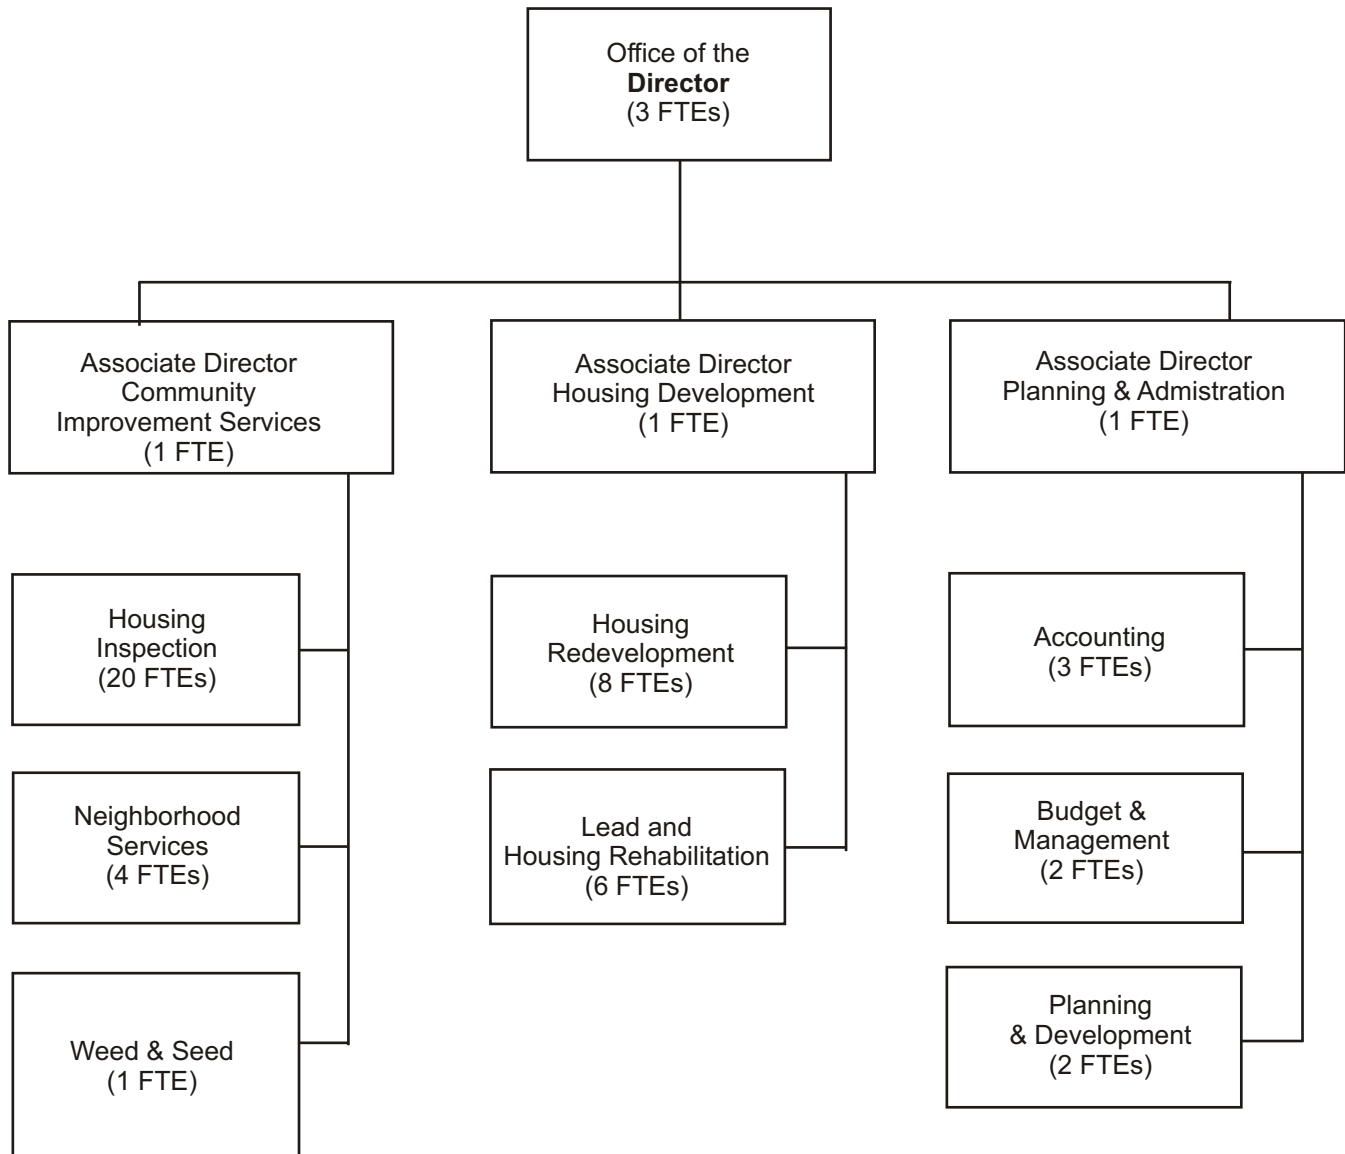 Office of the
Director
(3 FTEs)
Associate Director
Community
Improvement Services
(1 FTE)
Associate Director
Housing Development
(1 FTE)
Associate Director
Planning & Admistration
(1 FTE)
Housing
Inspection
(20 FTEs)
Housing
Redevelopment
(8 FTEs)
Accounting
(3 FTEs)
Neighborhood
Services
(4 FTEs)
Lead and
Housing Rehabilitation
(6 FTEs)
Budget &
Management
(2 FTEs)
Weed & Seed
(1 FTE)
Planning
& Development
(2 FTEs)